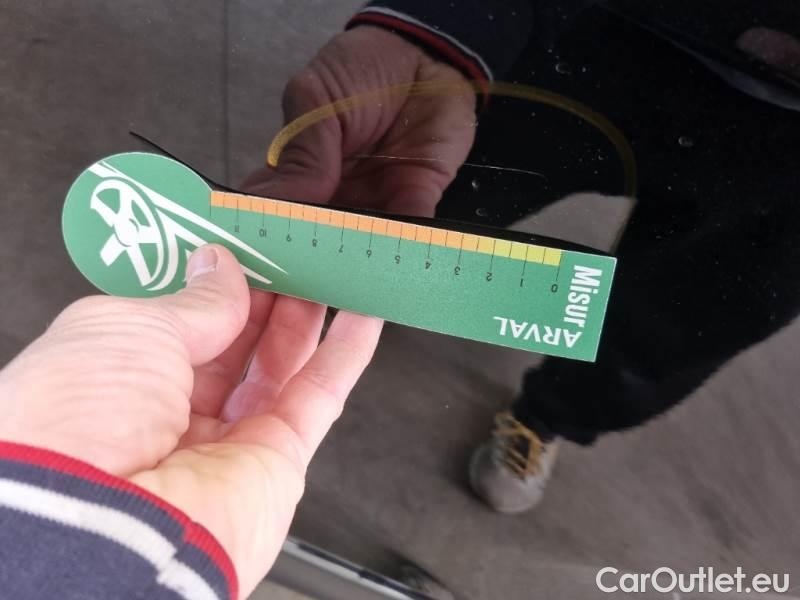 Misur
ARVAL
0 1 2 3 4 5 6 7 8 9 10 11
CarOutlet.eu